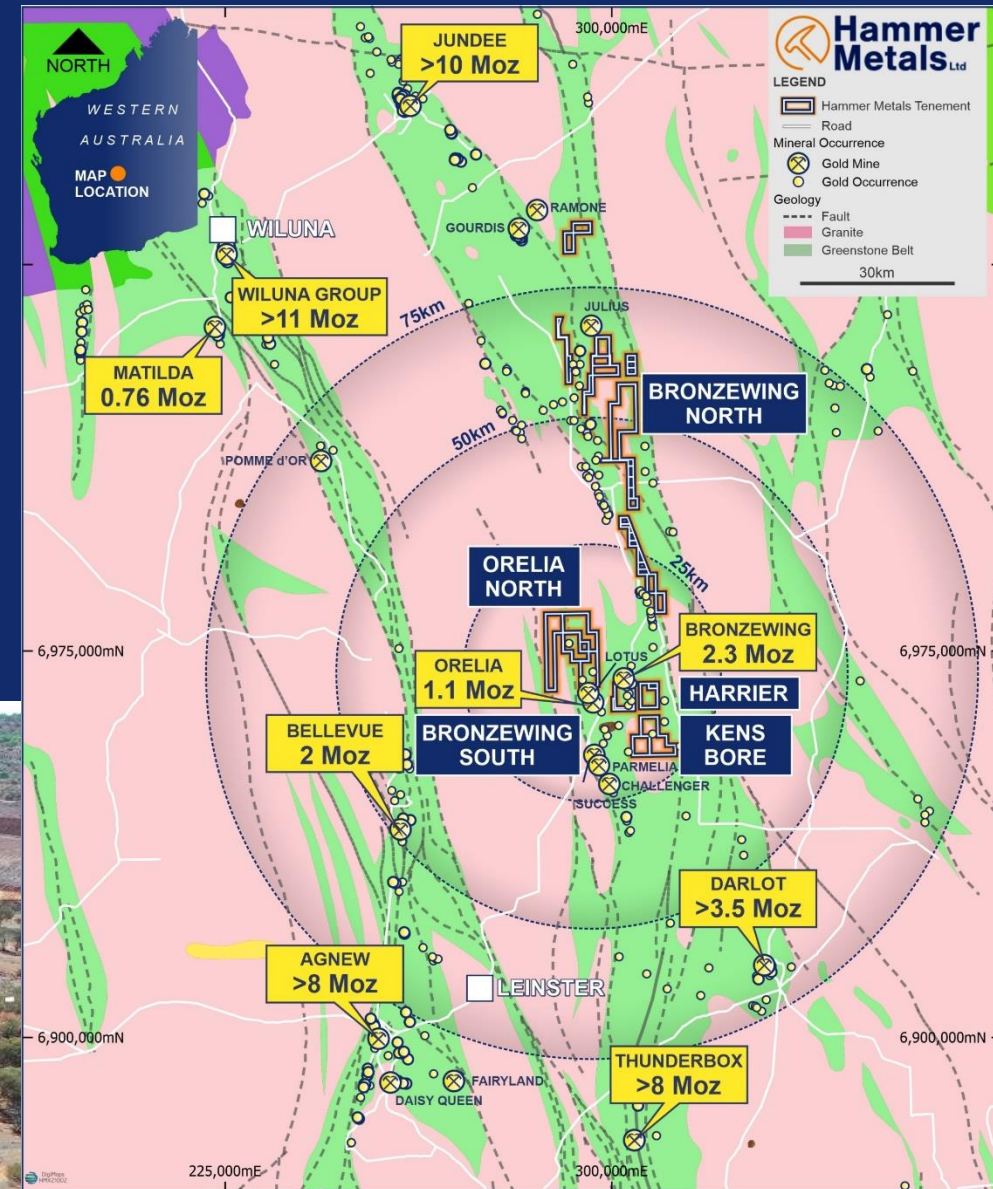 NORTH
WESTERN
AUSTRALIA
MAP
LOCATION
300,000mE
Hammer
Metals Ltd
LEGEND
Hammer Metals Tenement
Road
Mineral Occurrence
Gold Mine
Gold Occurrence
Geology
Fault
Granite
Greenstone Belt
30km
JUNDEE
>10 Moz
RAMONE
GOURDIS
WILUNA
WILUNA GROUP
>11 Moz
MATILDA
0.76 Moz
75km
JULIUS
BRONZEWING
NORTH
50km
POMME d'OR
ORELIA
NORTH
25km
6,975,000mN
6,975,000mN
LOTUS
BRONZEWING
2.3 Moz
ORELIA
1.1 Moz
HARRIER
BRONZEWING
SOUTH
KENS
BORE
BELLEVUE
2 Moz
PARMELIA
CHALLENGER
SUCCESS
DARLOT
>3.5 Moz
AGNEW
>8 Moz
LEINSTER
6,900,000mN
6,900,000mN
THUNDERBOX
>8 Moz
FAIRYLAND
DAISY QUEEN
DigMaps
HMX21002
225,000mE
300,000mE